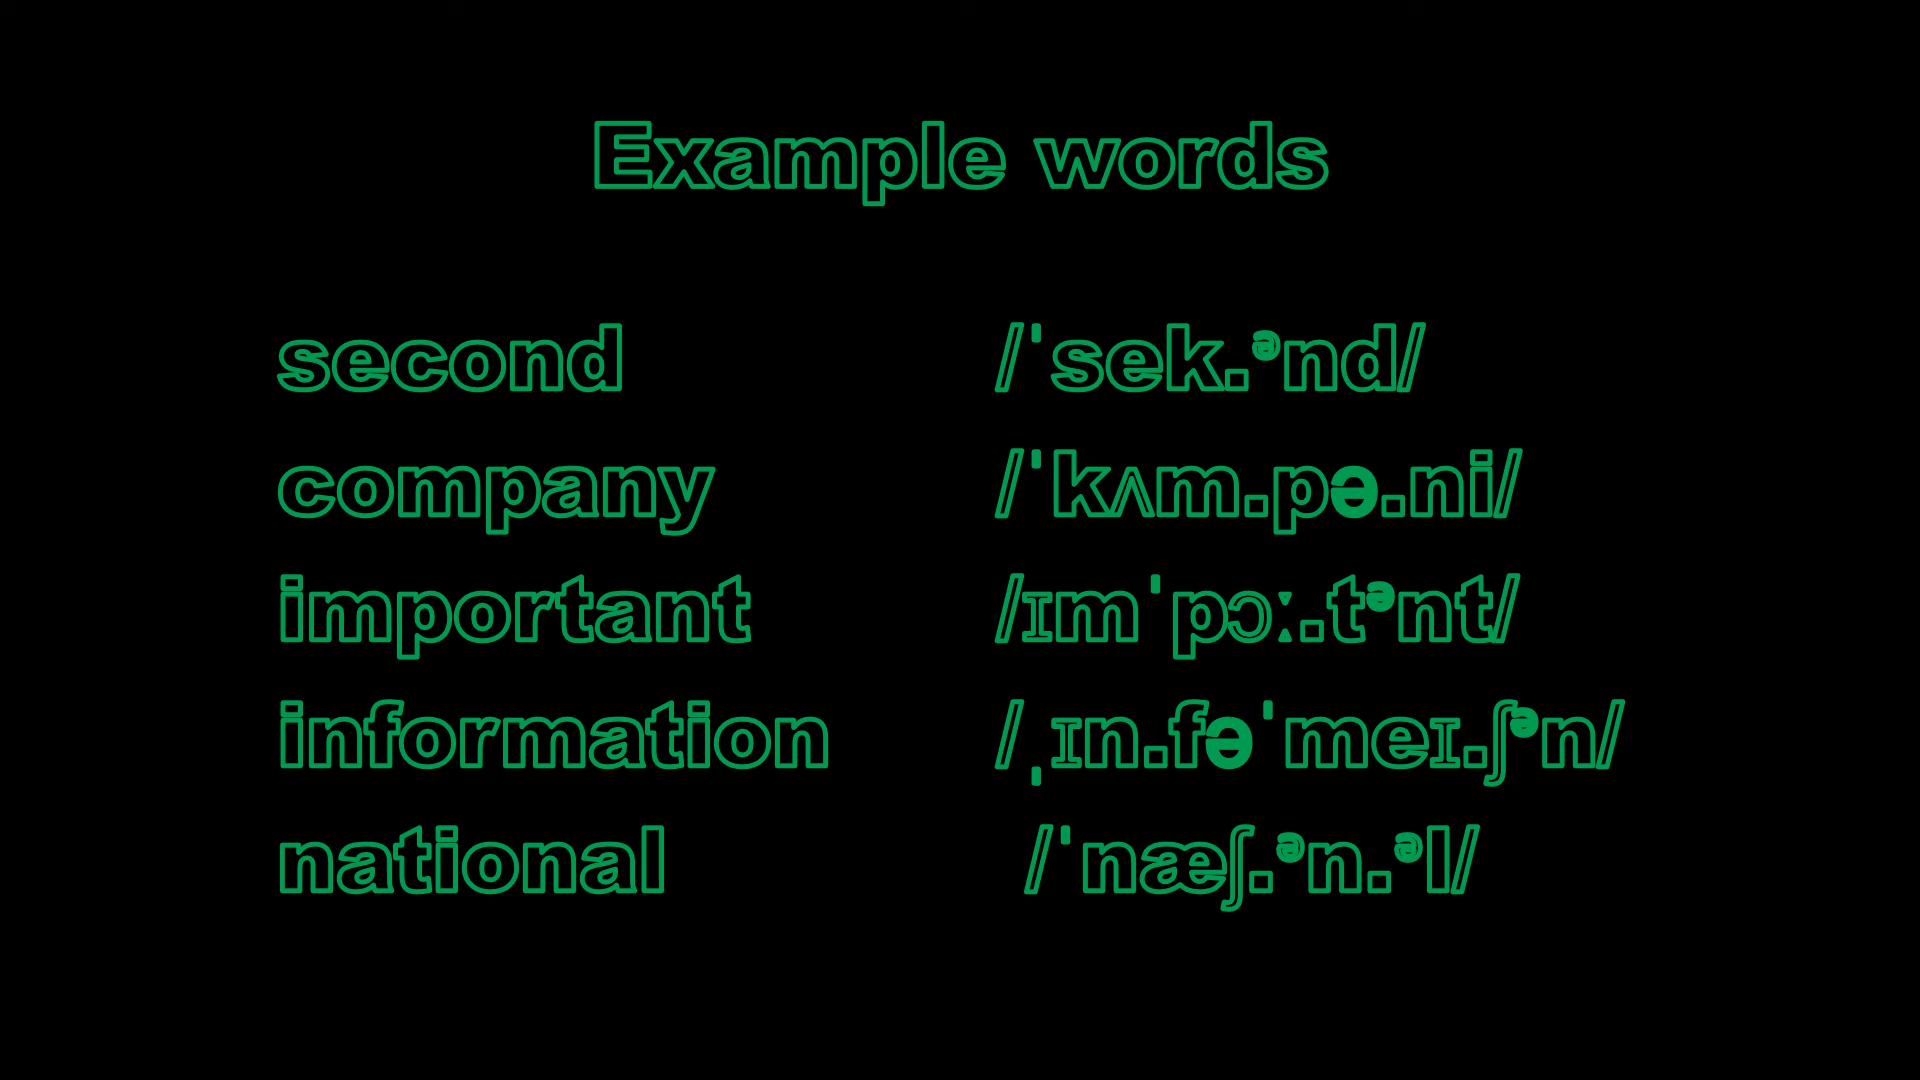 Example words
second /ˈsek.ᵊnd/
company /ˈkʌm.pə.ni/
important /ɪmˈpɔː.tᵊnt/
information /ˌɪn.fəˈmeɪ.ʃᵊn/
national /ˈnæʃ.ᵊn.ᵊl/